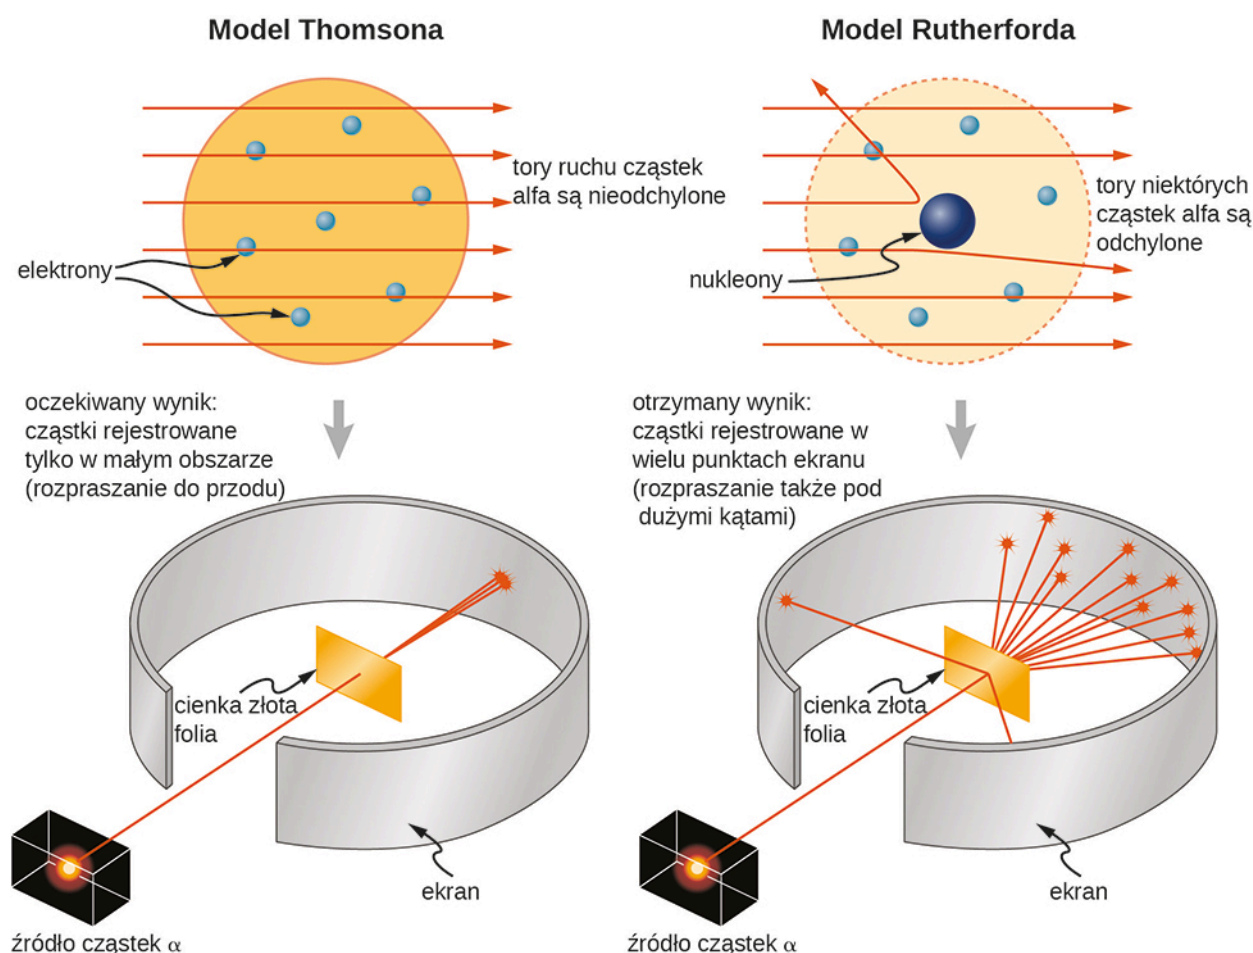 Model Thomsona
elektrony
tory ruchu cząstek
alfa są nieodchylone
oczekiwany wynik:
cząstki rejestrowane
tylko w małym obszarze
(rozpraszanie do przodu)
cienka złota
folia
ekran
źródło cząstek α
Model Rutherforda
nukleony
tory niektórych
cząstek alfa są
odchylone
otrzymany wynik:
cząstki rejestrowane w
wielu punktach ekranu
(rozpraszanie także pod
dużymi kątami)
cienka złota
folia
ekran
źródło cząstek α